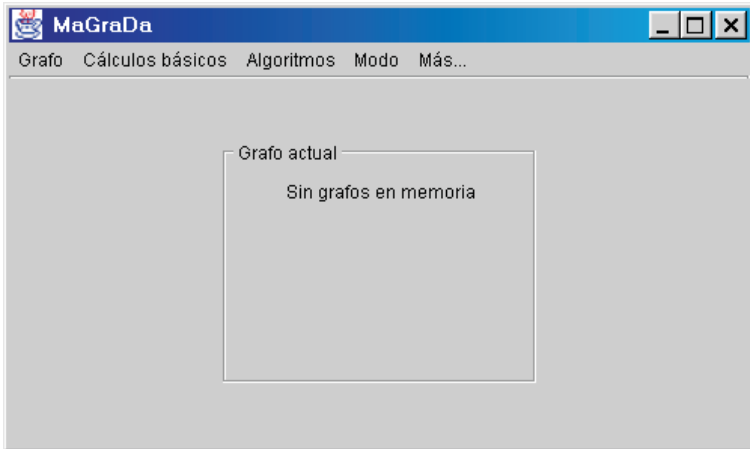 MaGraDa
Grafo Cálculos básicos Algoritmos Modo Más...
Grafo actual
Sin grafos en memoria